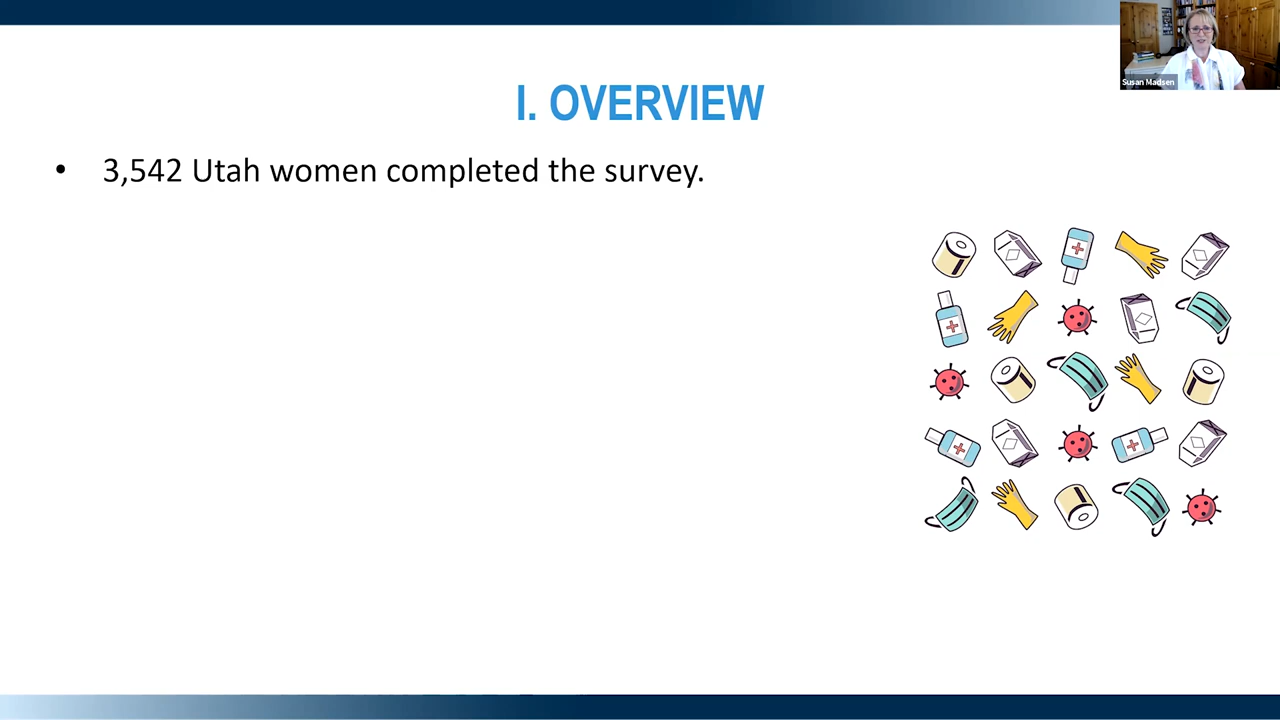 Susan Madsen
I. OVERVIEW
• 3,542 Utah women completed the survey.